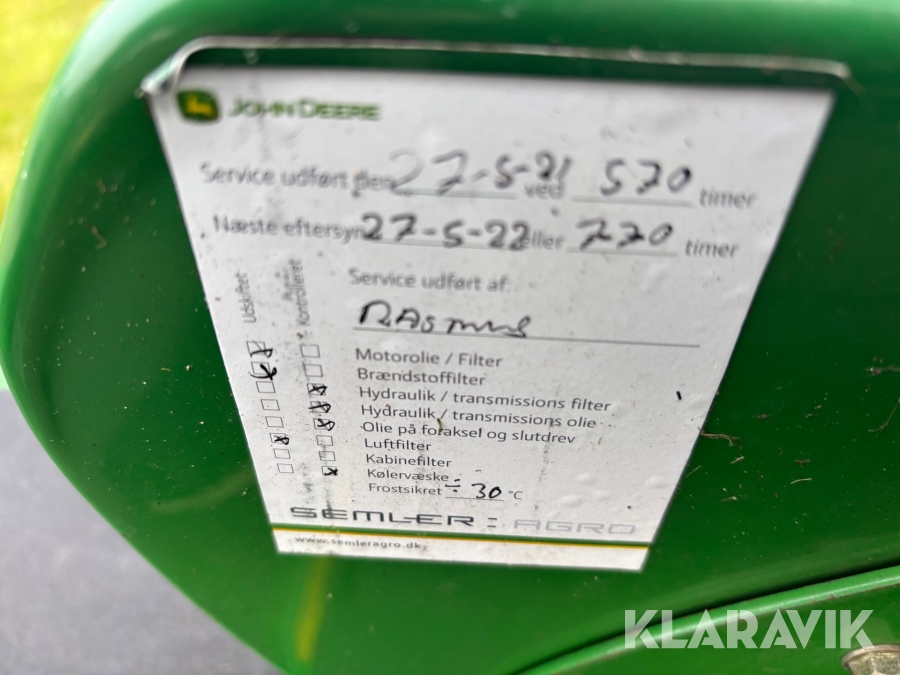 JOHN DEERE
Service udført den 27-5-21 ved 570 timer
Næste eftersyn 27-5-22 eller 770 timer
Service udført af:
Udskiftet
Kontrolleret
Rasmus
Motorolie / Filter
Brændstoffilter
Hydraulik / transmissions filter
Hydraulik / transmissions olie
Olie på foraksel og slutdrev
Luftfilter
Kabinefilter
Kølervæske
Frostsikret ÷ 30 °C
SEMLER : AGRO
www.semleragro.dk
KLARAVIK